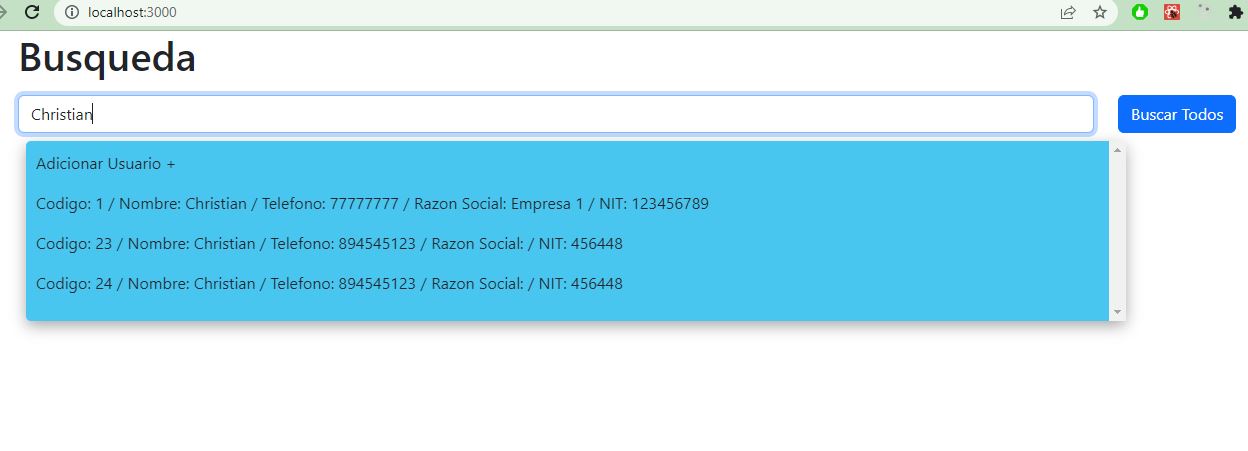 localhost:3000
Busqueda
Christian
Buscar Todos
Adicionar Usuario +
Codigo: 1 / Nombre: Christian / Telefono: 77777777 / Razon Social: Empresa 1 / NIT: 123456789
Codigo: 23 / Nombre: Christian / Telefono: 894545123 / Razon Social: / NIT: 456448
Codigo: 24 / Nombre: Christian / Telefono: 894545123 / Razon Social: / NIT: 456448